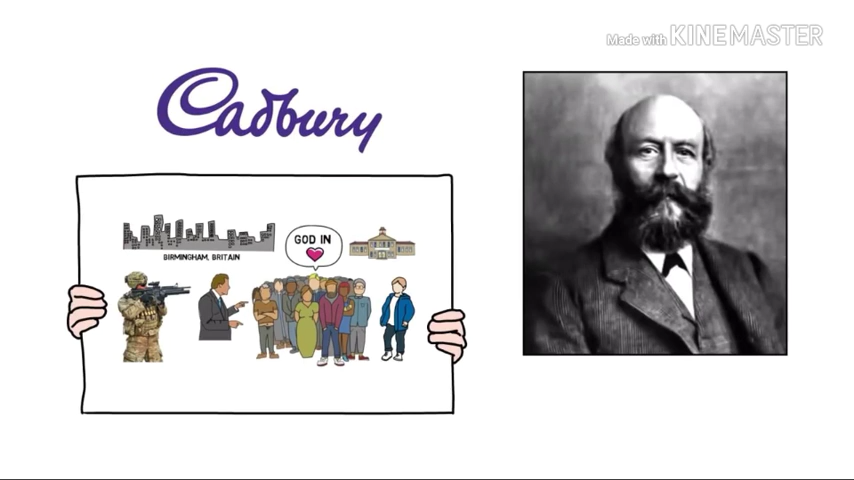 Made with KINEMASTER
Cadbury
GOD IN
BIRMINGHAM, BRITAIN